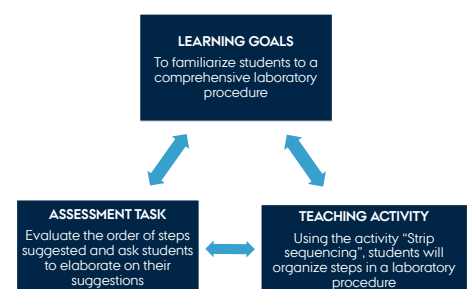 LEARNING GOALS
To familiarize students to a
comprehensive laboratory
procedure
ASSESSMENT TASK
Evaluate the order of steps
suggested and ask students
to elaborate on their
suggestions
TEACHING ACTIVITY
Using the activity “Strip
sequencing”, students will
organize steps in a laboratory
procedure